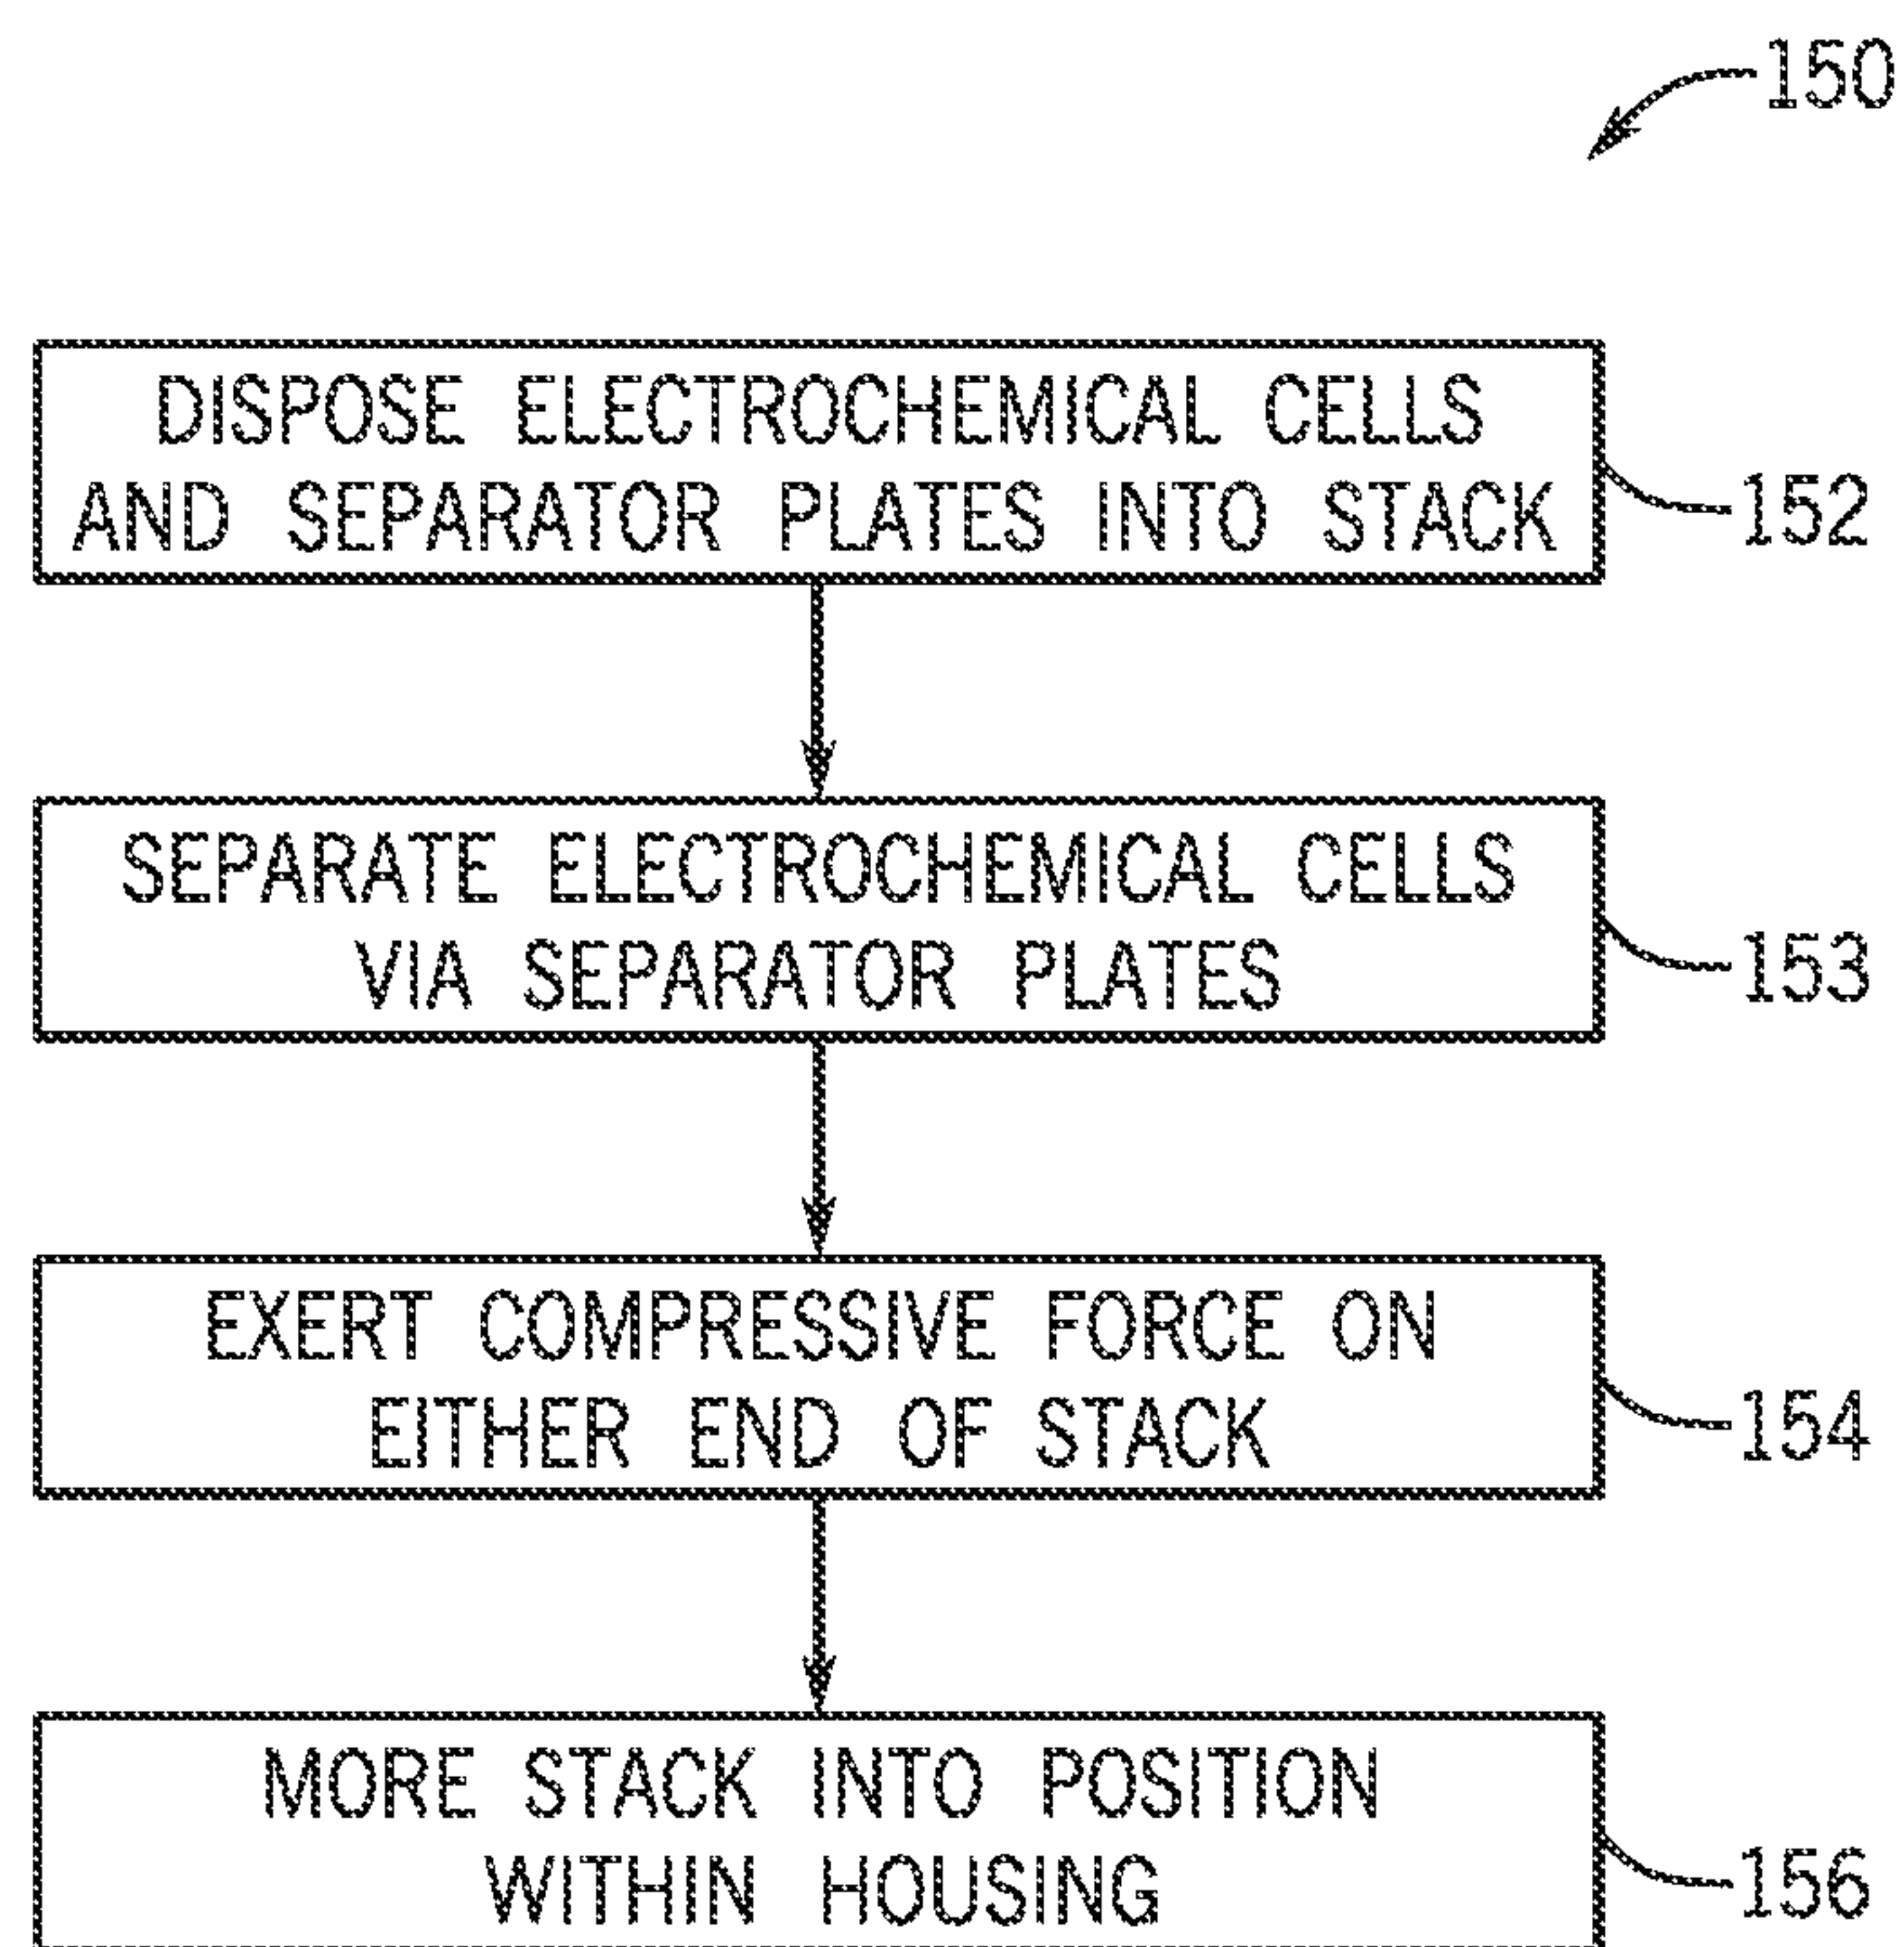 150
DISPOSE ELECTROCHEMICAL CELLS
AND SEPARATOR PLATES INTO STACK
152
SEPARATE ELECTROCHEMICAL CELLS
VIA SEPARATOR PLATES
153
EXERT COMPRESSIVE FORCE ON
EITHER END OF STACK
154
MORE STACK INTO POSITION
WITHIN HOUSING
156